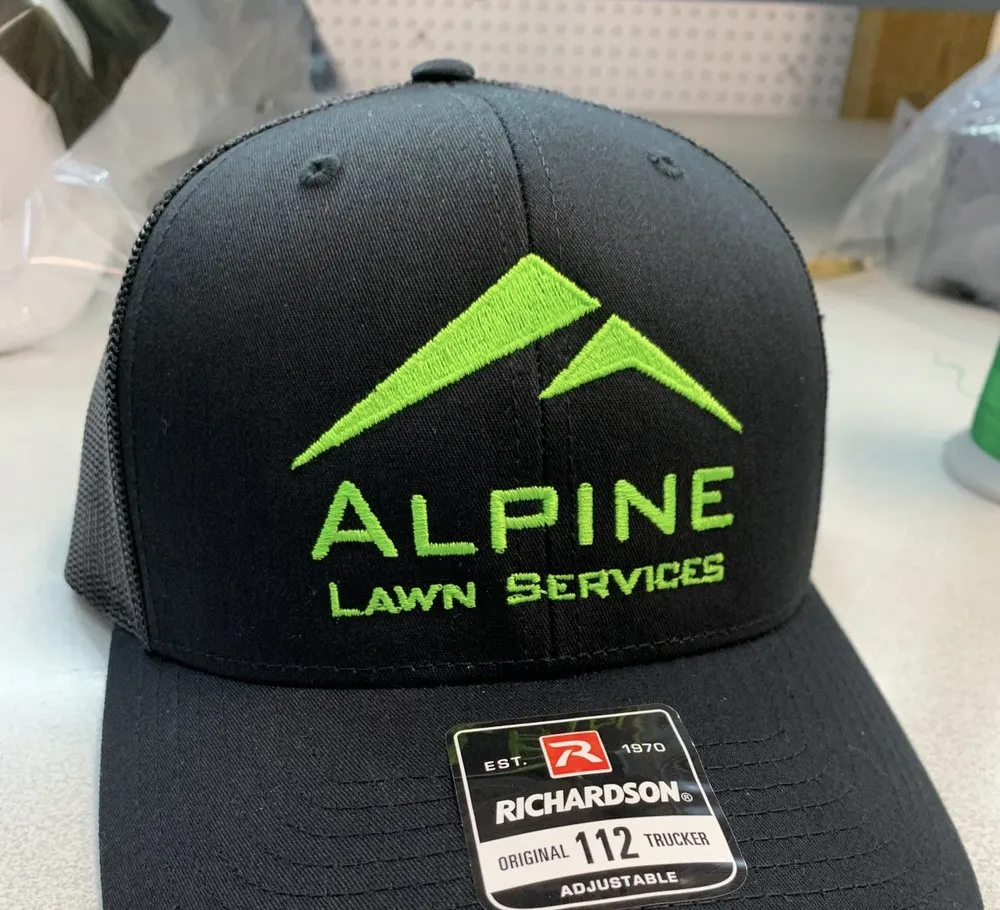 ALPINE
LAWN SERVICES
EST. R 1970
RICHARDSON®
ORIGINAL 112 TRUCKER
ADJUSTABLE